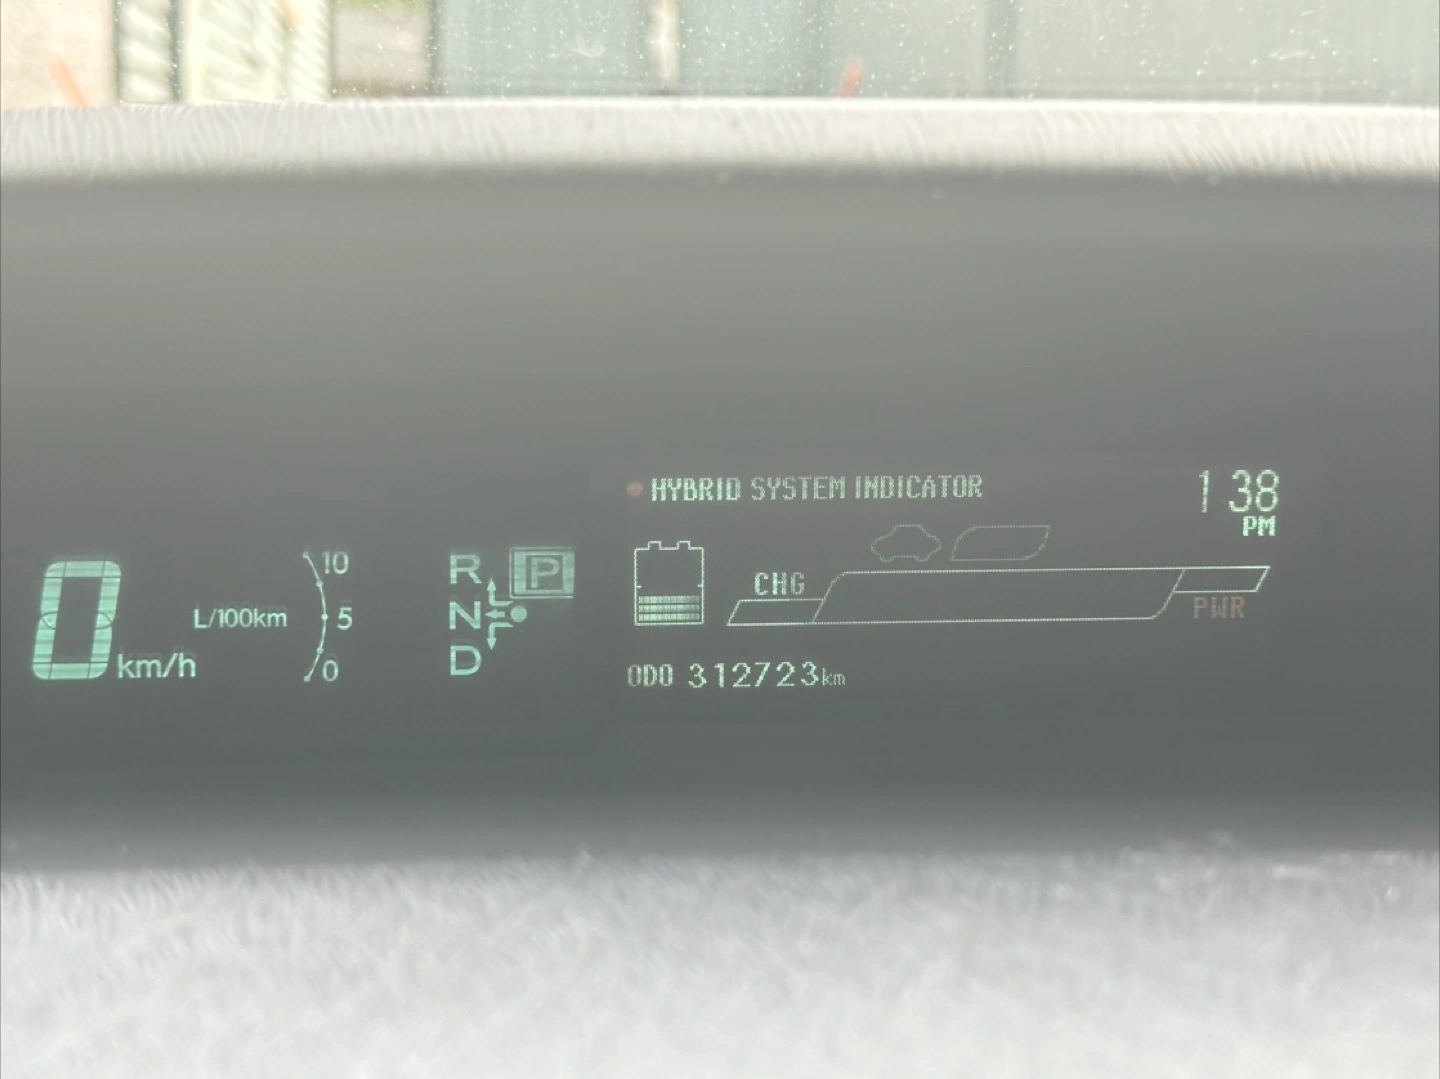 HYBRID SYSTEM INDICATOR
1 38
PM
CHG
PWR
ODO 312723km
0 km/h
L/100km
10
5
0
R P
N
D